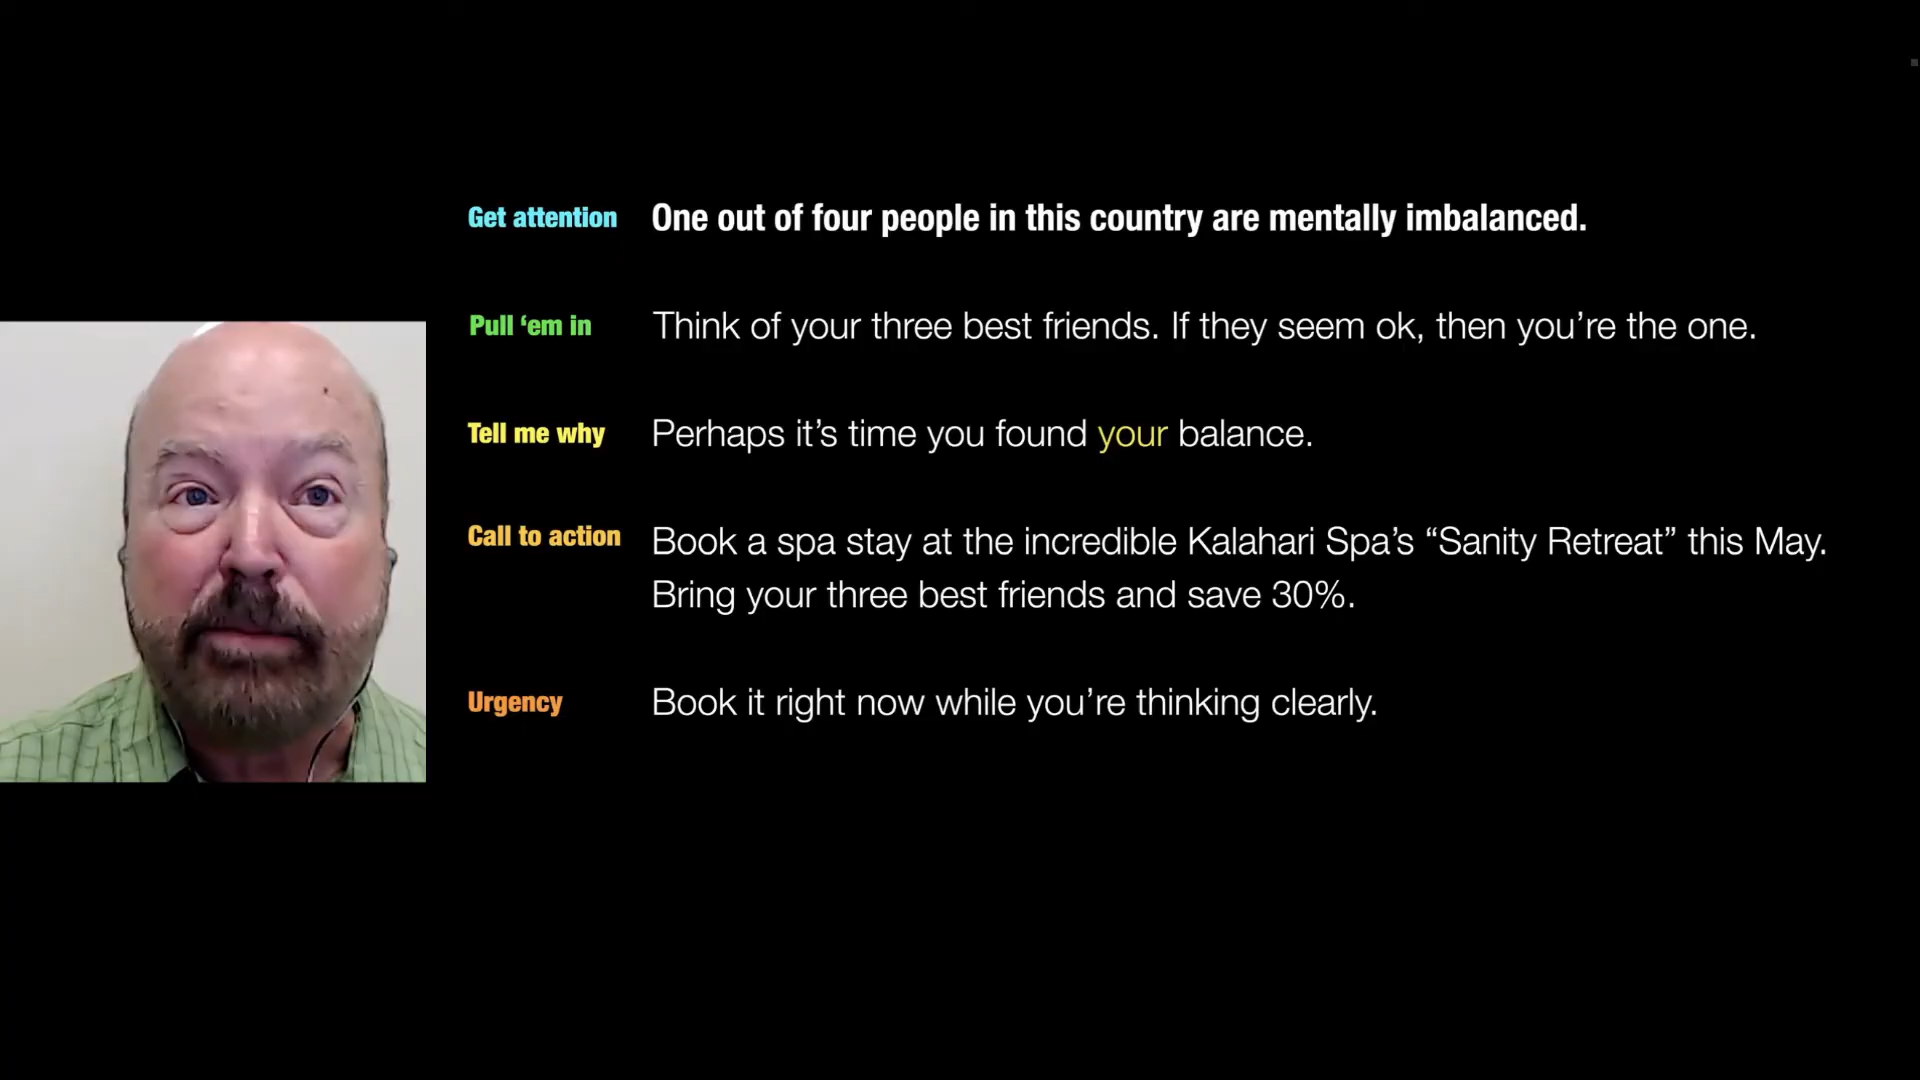 Get attention One out of four people in this country are mentally imbalanced.
Pull ‘em in Think of your three best friends. If they seem ok, then you’re the one.
Tell me why Perhaps it’s time you found your balance.
Call to action Book a spa stay at the incredible Kalahari Spa’s “Sanity Retreat” this May.
Bring your three best friends and save 30%.
Urgency Book it right now while you’re thinking clearly.